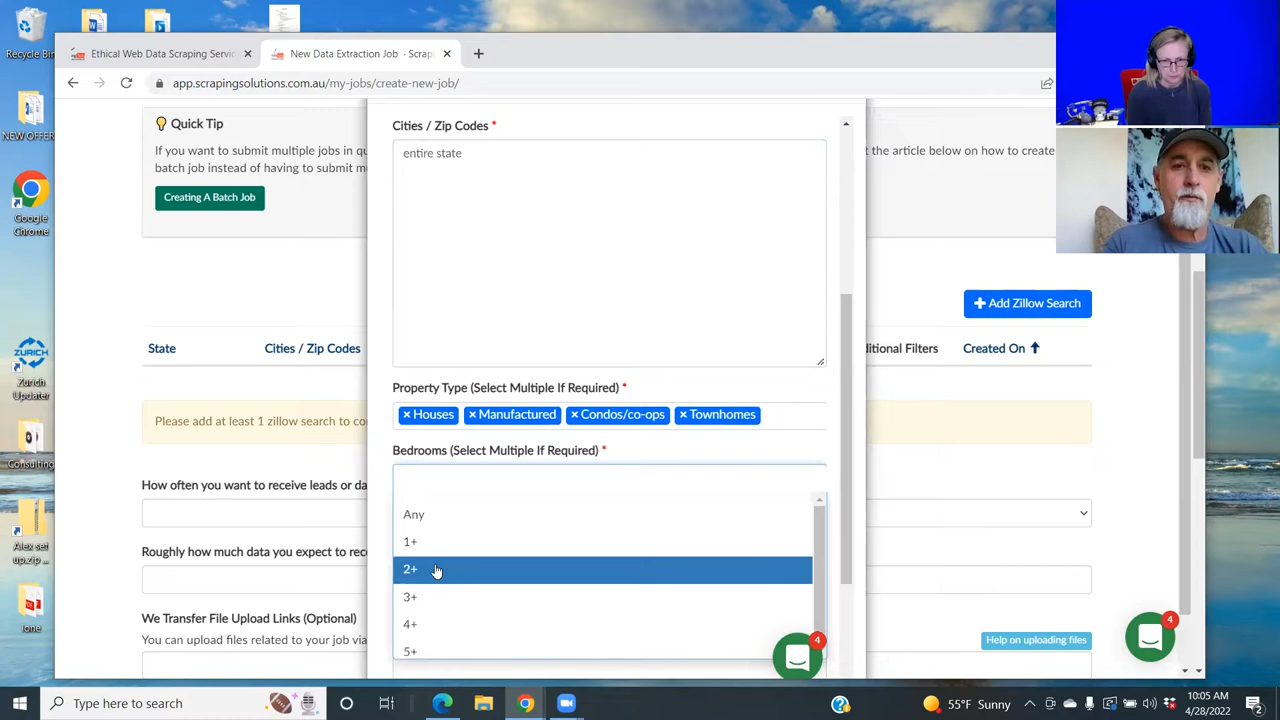 Recycle Bin
Ethical Web Data Scraping Servic
New Data Extraction Job · Scrapi
app.scrapingsolutions.com.au/my-jobs/create-new-job/
NEW OFFER
Google
Chrome
Zurich
Updater
Consulting
Alex set
up.zip ...
Ione
Quick Tip
If you want to submit multiple jobs in qu
batch job instead of having to submit m
t the article below on how to create
Creating A Batch Job
Cities / Zip Codes *
entire state
+ Add Zillow Search
State
Cities / Zip Codes
ditional Filters
Created On
Property Type (Select Multiple If Required) *
× Houses
× Manufactured
× Condos/co-ops
× Townhomes
Please add at least 1 zillow search to co
Bedrooms (Select Multiple If Required) *
How often you want to receive leads or da
Any
1+
2+
3+
4+
5+
Roughly how much data you expect to rece
We Transfer File Upload Links (Optional)
You can upload files related to your job via
Help on uploading files
4
4
Type here to search
55°F Sunny
10:05 AM
4/28/2022
2